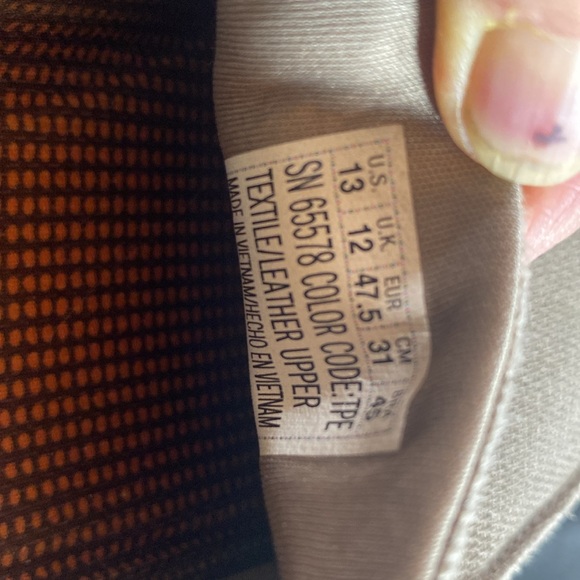 U.S. U.K. EUR CM
13 12 47.5 31 45
SN 65578 COLOR CODE:TPE
TEXTILE/LEATHER UPPER
MADE IN VIETNAM/HECHO EN VIETNAM